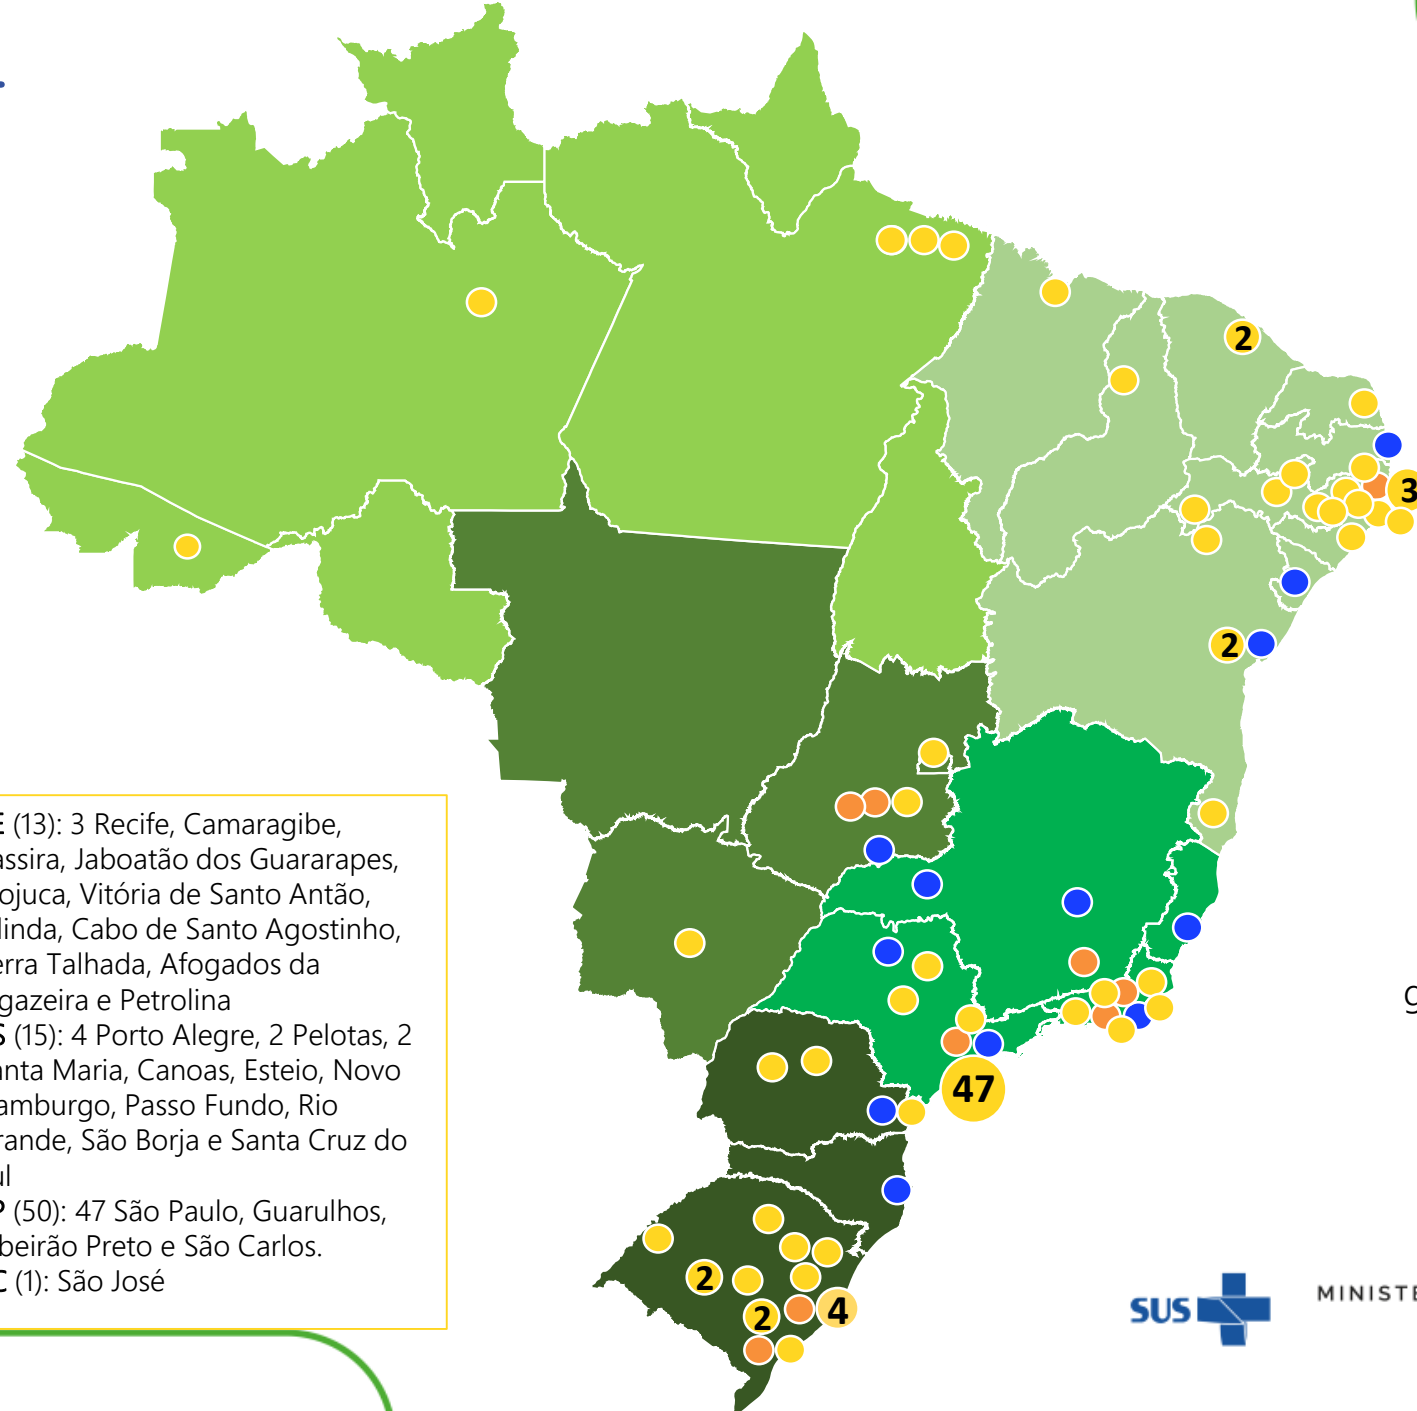 2
3
2
E (13): 3 Recife, Camaragibe,
assira, Jaboatão dos Guararapes,
ojuca, Vitória de Santo Antão,
linda, Cabo de Santo Agostinho,
erra Talhada, Afogados da
gazeira e Petrolina
S (15): 4 Porto Alegre, 2 Pelotas, 2
anta Maria, Canoas, Esteio, Novo
amburgo, Passo Fundo, Rio
rande, São Borja e Santa Cruz do
ul
P (50): 47 São Paulo, Guarulhos,
beirão Preto e São Carlos.
C (1): São José
g
47
2
2
4
SUS
MINISTE